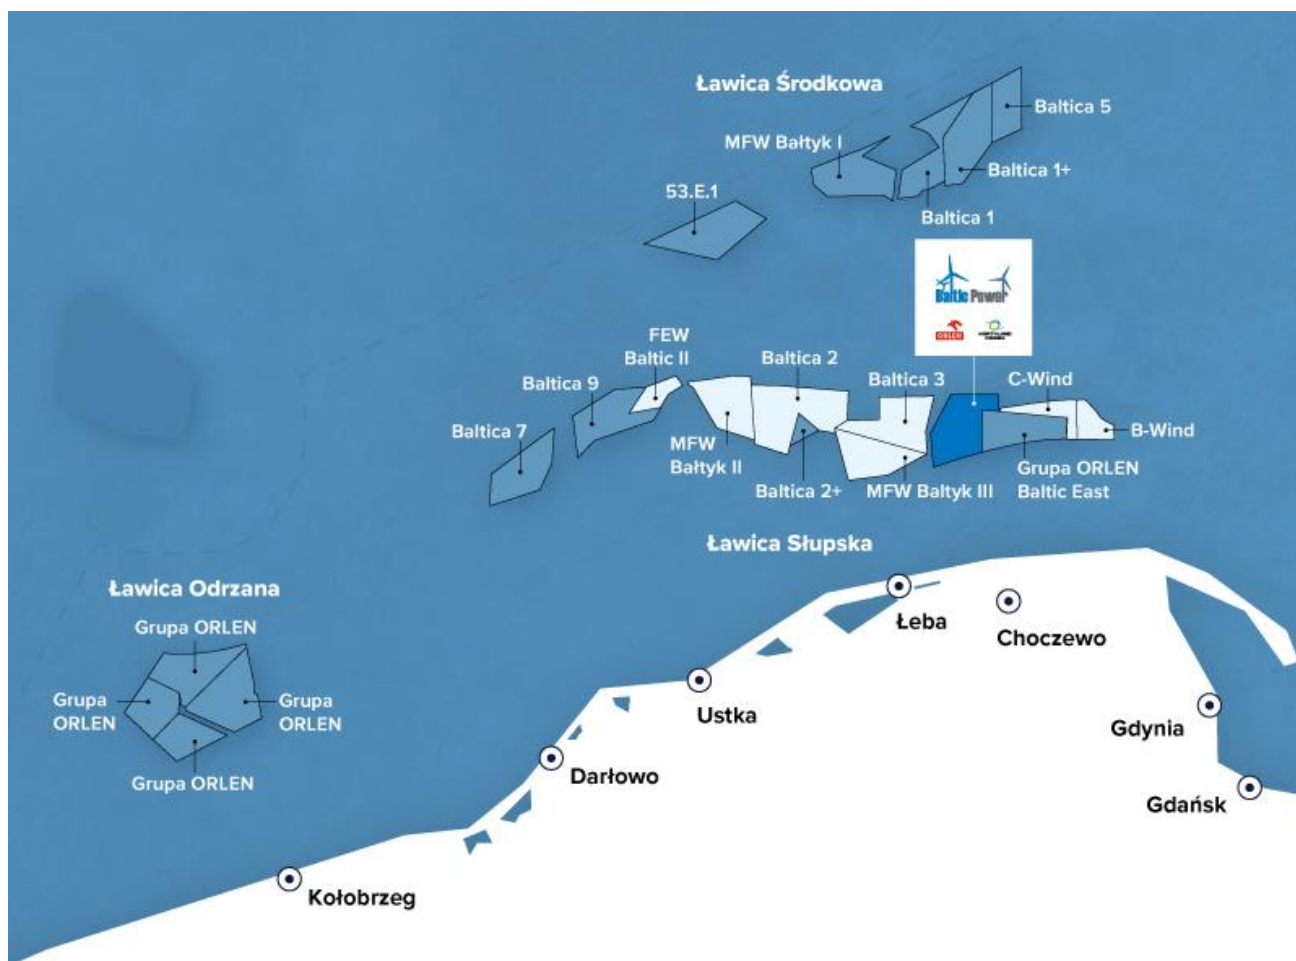 Ławica Środkowa
Baltica 5
MFW Bałtyk I
Baltica 1+
53.E.1
Baltica 1
Baltic Power
ORLEN
NORTHLAND
POWER
FEW
Baltic II
Baltica 2
Baltica 9
Baltica 3
C-Wind
Baltica 7
B-Wind
MFW
Bałtyk II
Baltica 2+
MFW Bałtyk III
Grupa ORLEN
Baltic East
Ławica Słupska
Ławica Odrzana
Grupa ORLEN
Łeba
Choczewo
Grupa
ORLEN
Grupa
ORLEN
Ustka
Gdynia
Grupa ORLEN
Darłowo
Gdańsk
Kołobrzeg